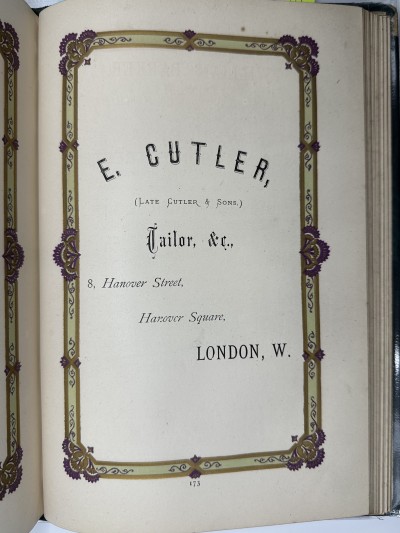 E. CUTLER,
(LATE CUTLER & SONS.)
Tailor, &c.,
8, Hanover Street,
Hanover Square,
LONDON, W.
173